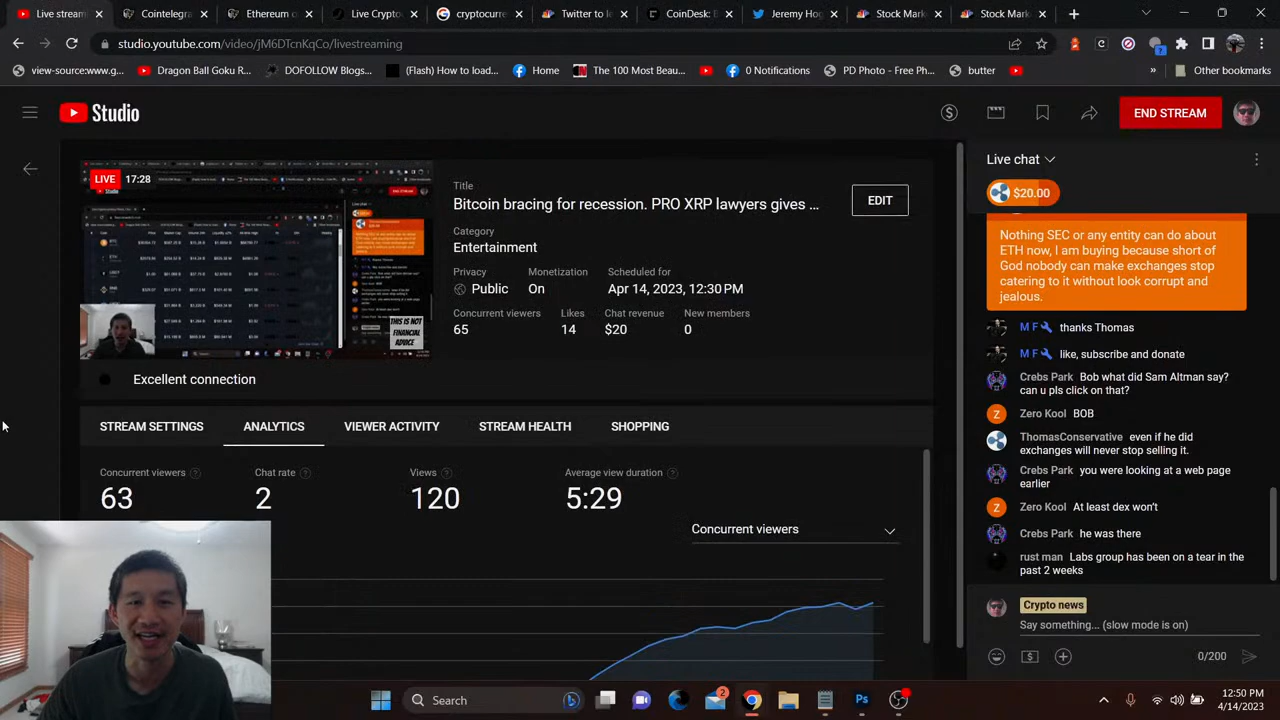 Live strea
Cointelegr
Ethereum c
Live Crypto
cryptocurre
Twitter to le
CoinDesk: B
Jeremy Hog
Stock Mark
Stock Mark
studio.youtube.com/video/jM6DTcnKqCo/livestreaming
view-source:www.g...
Dragon Ball Goku R...
DOFOLLOW Blogs...
(Flash) How to load...
Home
The 100 Most Beau...
0 Notifications
3D Photo - Free Ph...
butter
»
Other bookmarks
Studio
END STREAM
LIVE 17:28
THIS IS NOT
FINANCIAL
ADVICE
Title
Bitcoin bracing for recession. PRO XRP lawyers gives ...
EDIT
Category
Entertainment
Privacy
Monetization
Scheduled for
Public
On
Apr 14, 2023, 12:30 PM
Concurrent viewers
Likes
Chat revenue
New members
65
14
$20
0
Excellent connection
STREAM SETTINGS
ANALYTICS
VIEWER ACTIVITY
STREAM HEALTH
SHOPPING
Concurrent viewers
Chat rate
Views
Average view duration
63
2
120
5:29
Concurrent viewers
Live chat
$20.00
Nothing SEC or any entity can do about
ETH now, I am buying because short of
God nobody can make exchanges stop
catering to it without look corrupt and
jealous.
M F thanks Thomas
M F like, subscribe and donate
Crebs Park Bob what did Sam Altman say?
can u pls click on that?
Z Zero Kool BOB
ThomasConservative even if he did
exchanges will never stop selling it.
Crebs Park you were looking at a web page
earlier
Z Zero Kool At least dex won't
Crebs Park he was there
rust man Labs group has been on a tear in the
past 2 weeks
Crypto news
Say something... (slow mode is on)
0/200
Search
2
12:50 PM
4/14/2023